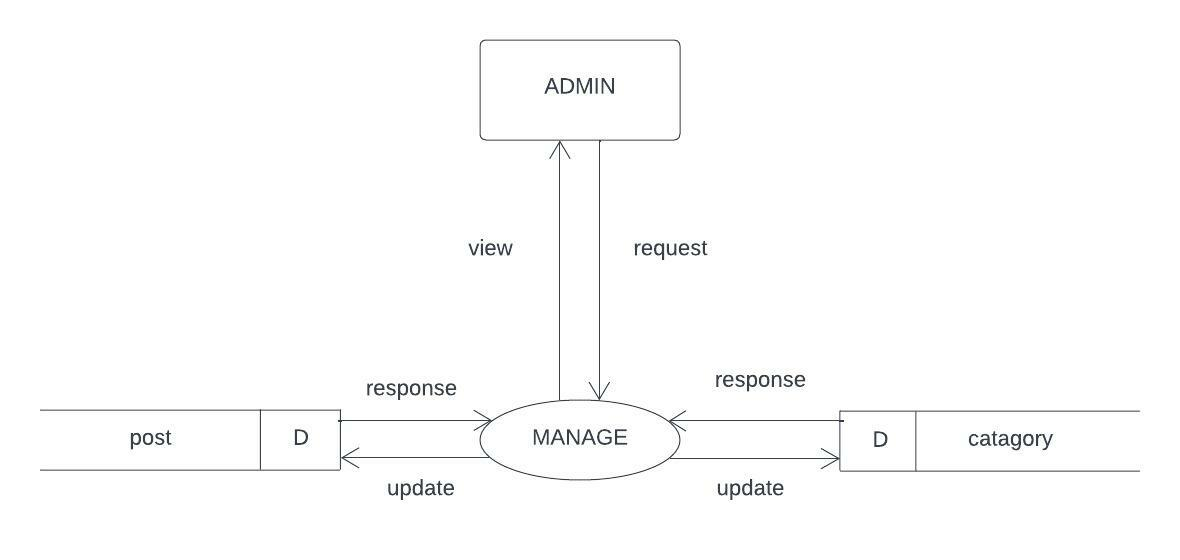 ADMIN
view
request
response
response
post
D
MANAGE
D
catagory
update
update